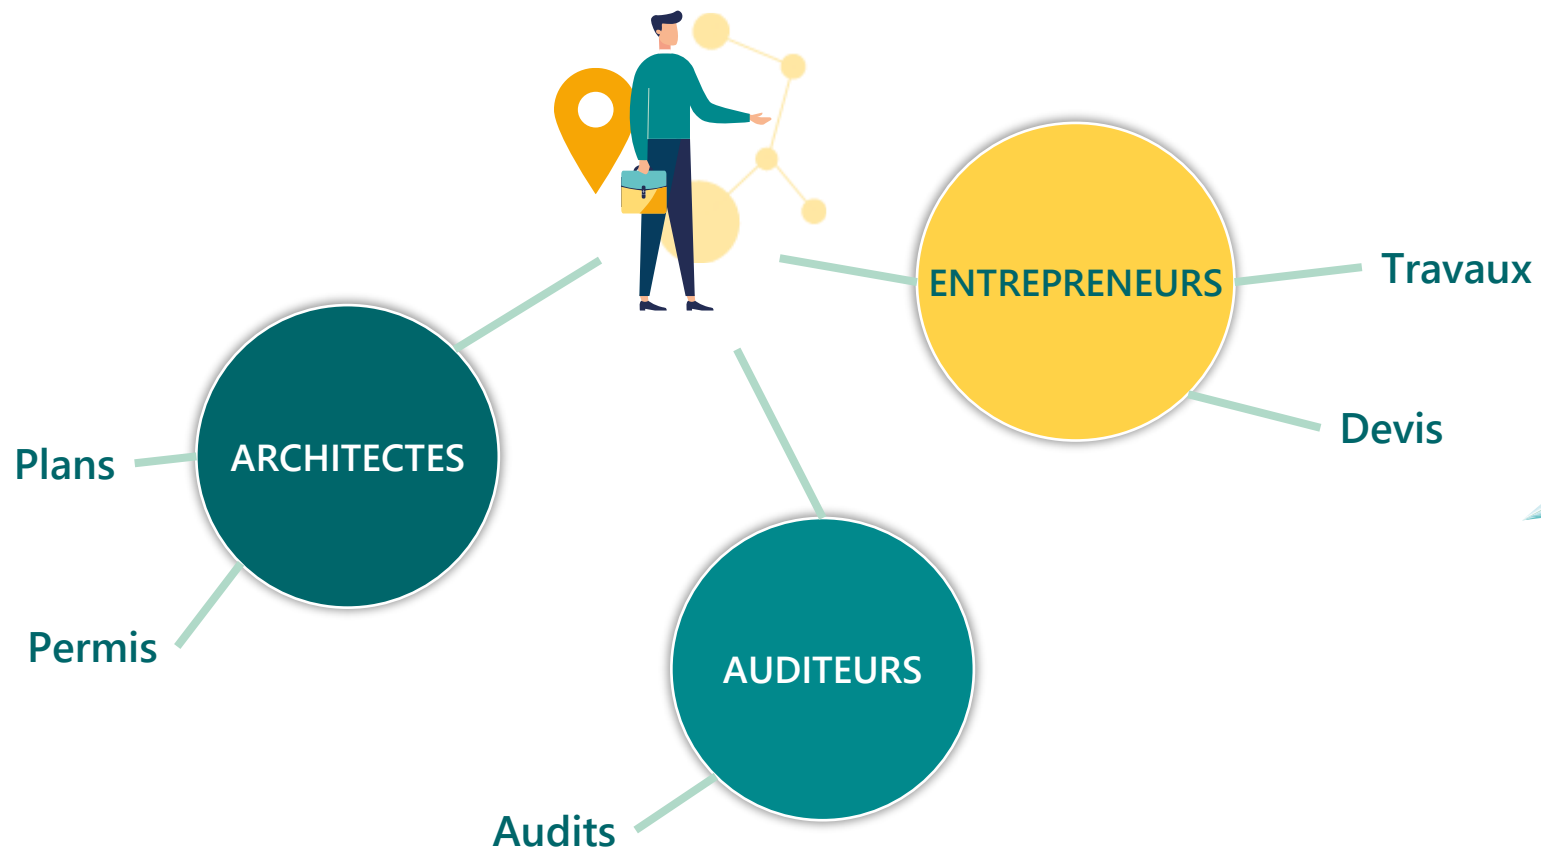 ENTREPRENEURS
Travaux
Devis
ARCHITECTES
Plans
Permis
AUDITEURS
Audits